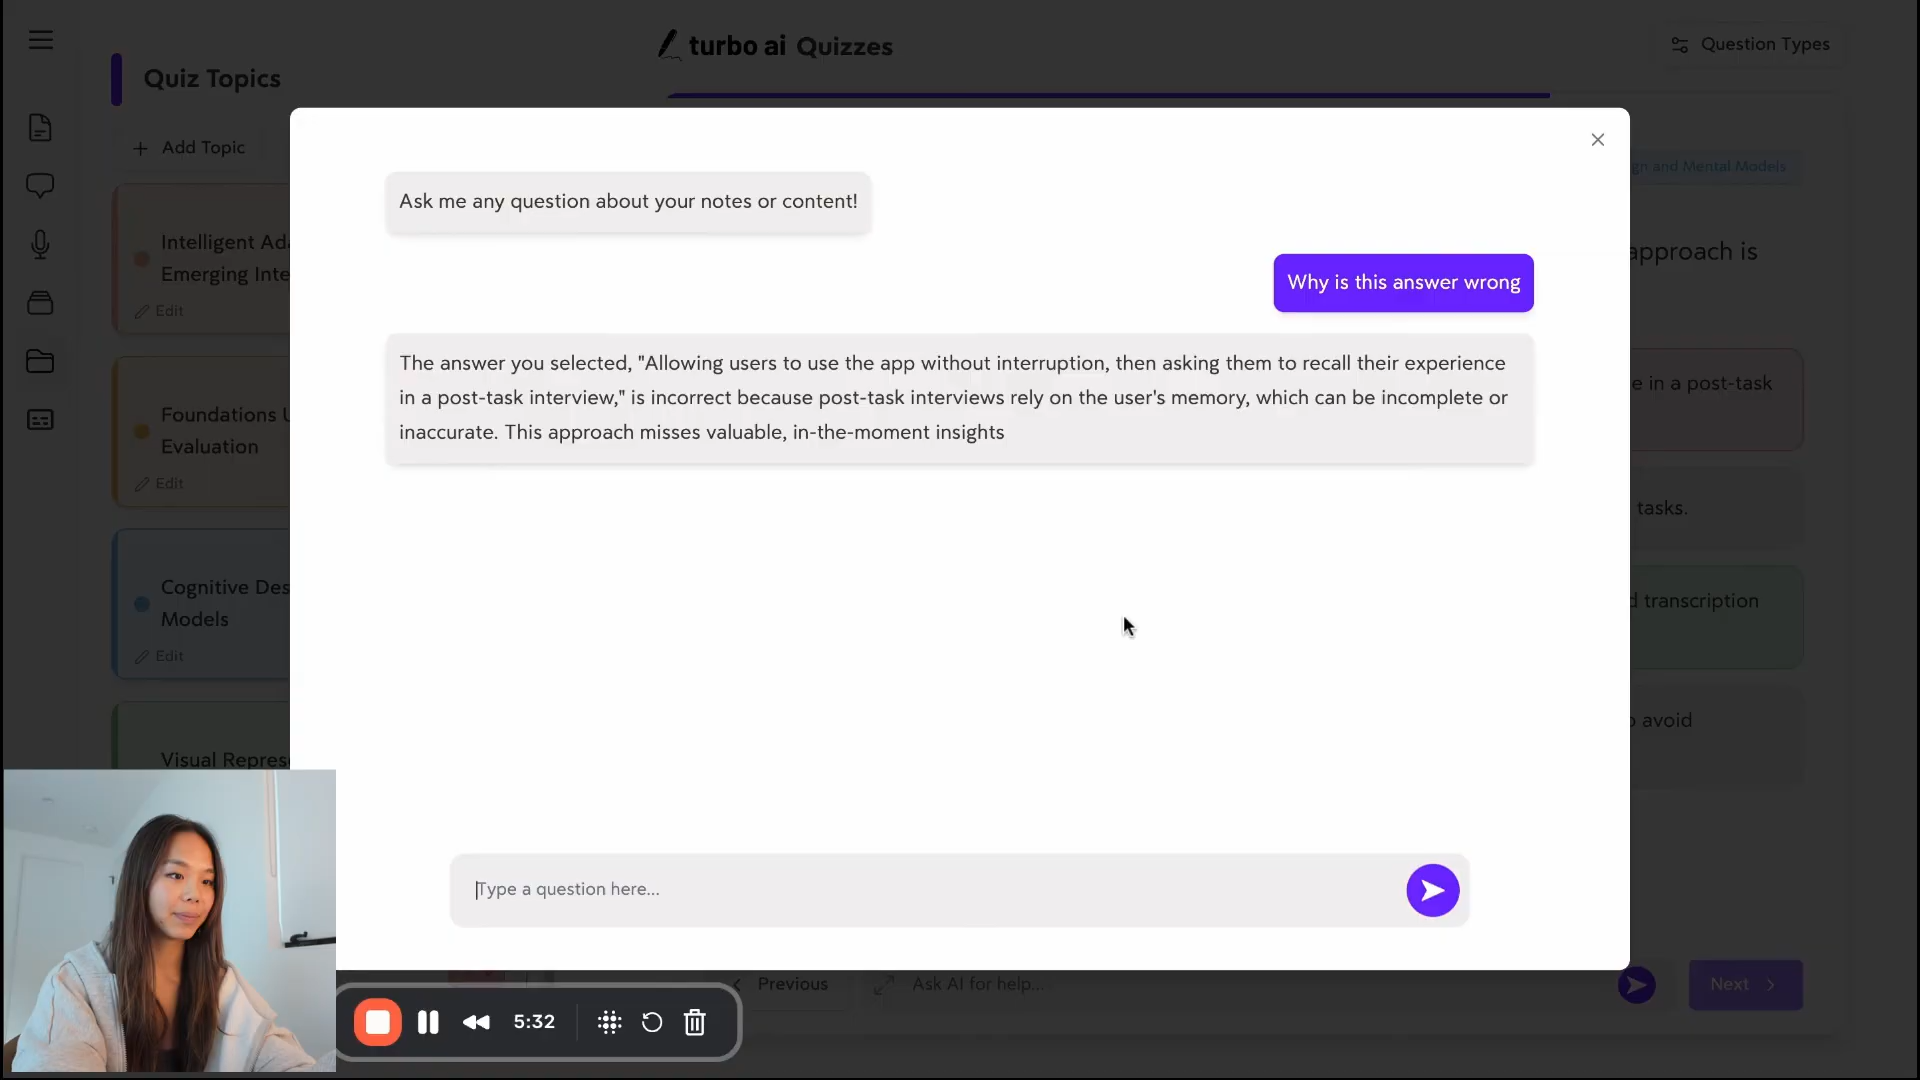 turbo ai Quizzes
Question Types
Quiz Topics
+ Add Topic
Intelligent Ada
Emerging Inte
Edit
Foundations
Evaluation
Edit
Cognitive Des
Models
Edit
Visual Represe
Ask me any question about your notes or content!
Why is this answer wrong
The answer you selected, "Allowing users to use the app without interruption, then asking them to recall their experience
in a post-task interview," is incorrect because post-task interviews rely on the user's memory, which can be incomplete or
inaccurate. This approach misses valuable, in-the-moment insights
Type a question here...
gn and Mental Models
approach is
e in a post-task
tasks.
d transcription
o avoid
Previous
Ask AI for help...
Next
5:32